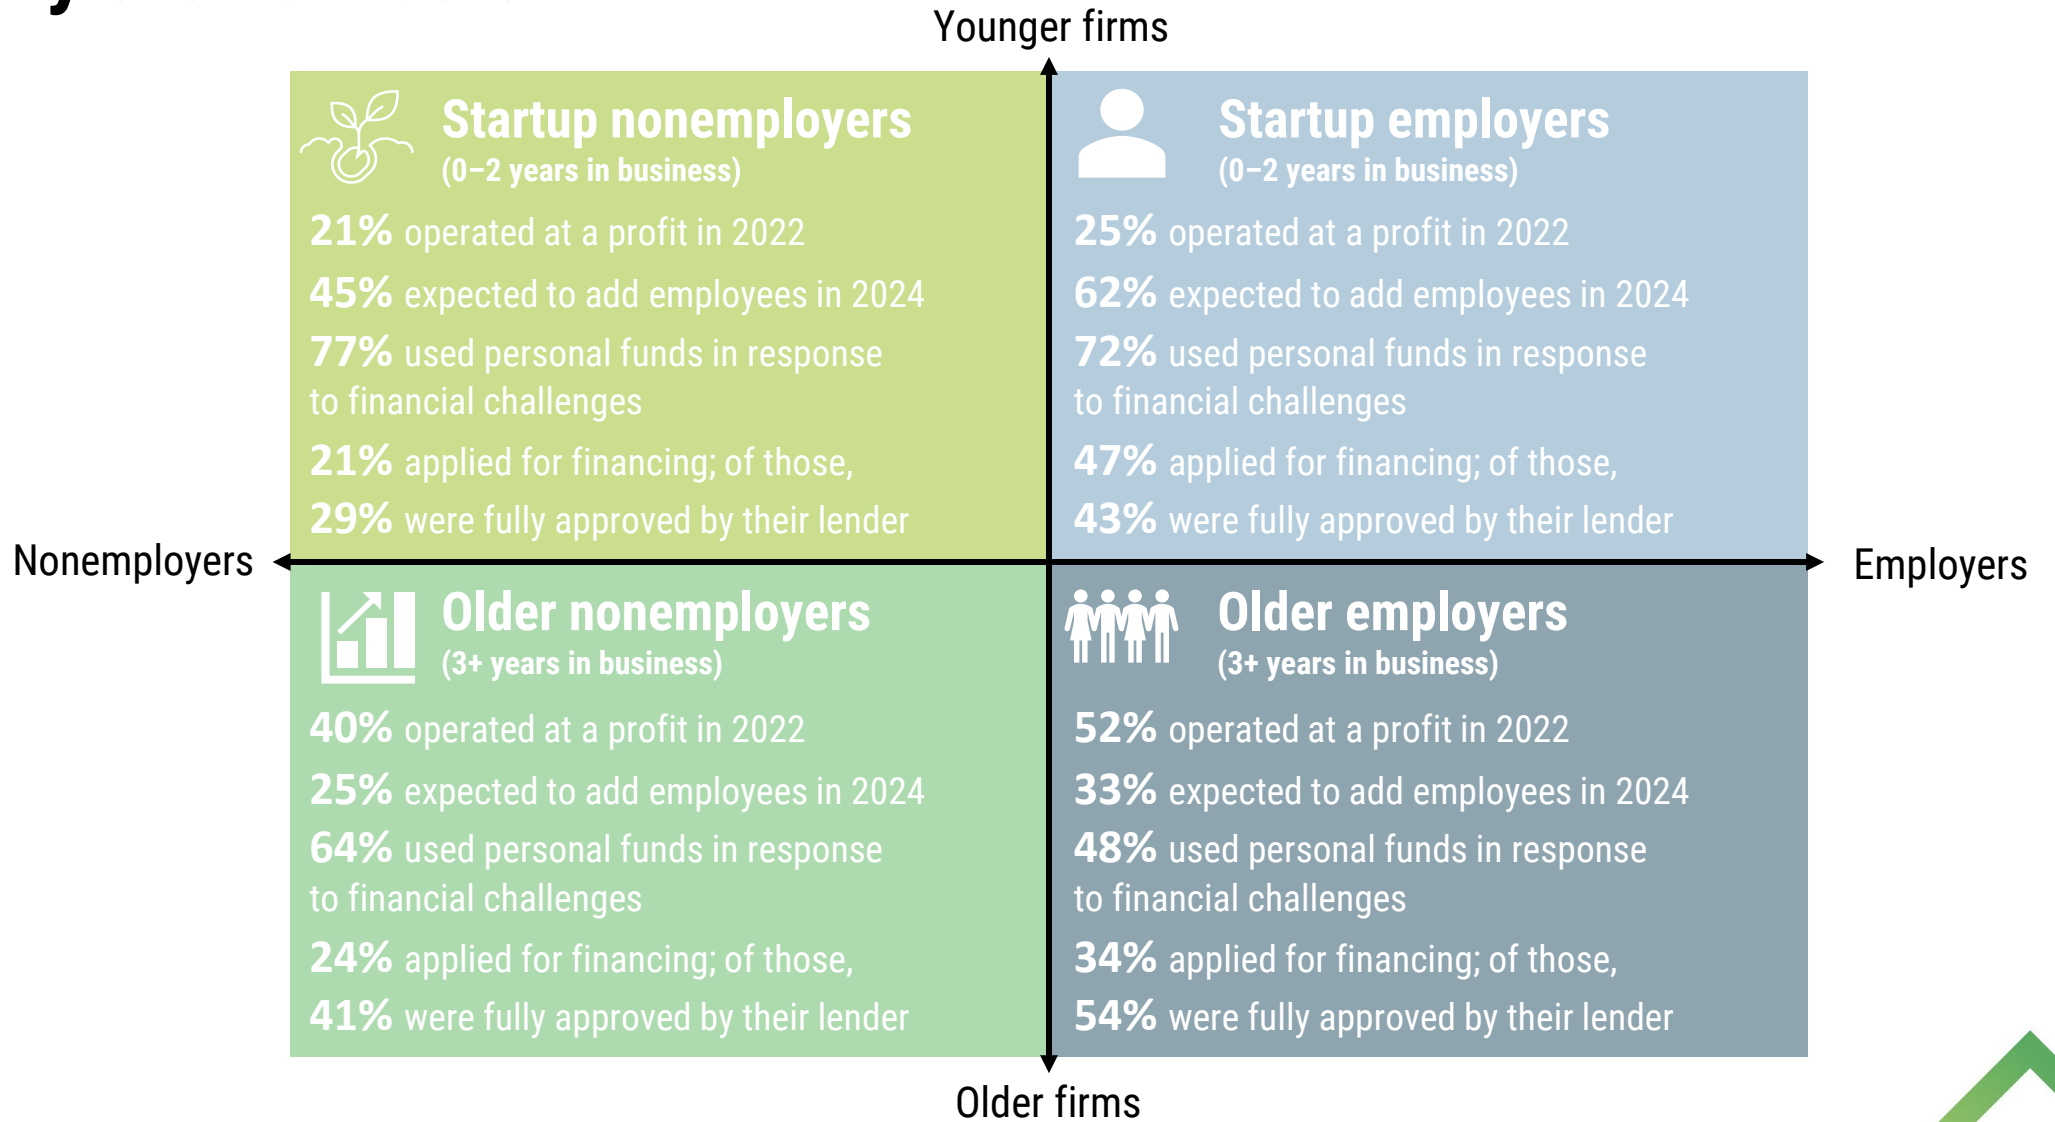 Younger firms
Startup nonemployers
(0–2 years in business)
21% operated at a profit in 2022
45% expected to add employees in 2024
77% used personal funds in response
to financial challenges
21% applied for financing; of those,
29% were fully approved by their lender
Startup employers
(0–2 years in business)
25% operated at a profit in 2022
62% expected to add employees in 2024
72% used personal funds in response
to financial challenges
47% applied for financing; of those,
43% were fully approved by their lender
Nonemployers
Employers
Older nonemployers
(3+ years in business)
40% operated at a profit in 2022
25% expected to add employees in 2024
64% used personal funds in response
to financial challenges
24% applied for financing; of those,
41% were fully approved by their lender
Older employers
(3+ years in business)
52% operated at a profit in 2022
33% expected to add employees in 2024
48% used personal funds in response
to financial challenges
34% applied for financing; of those,
54% were fully approved by their lender
Older firms